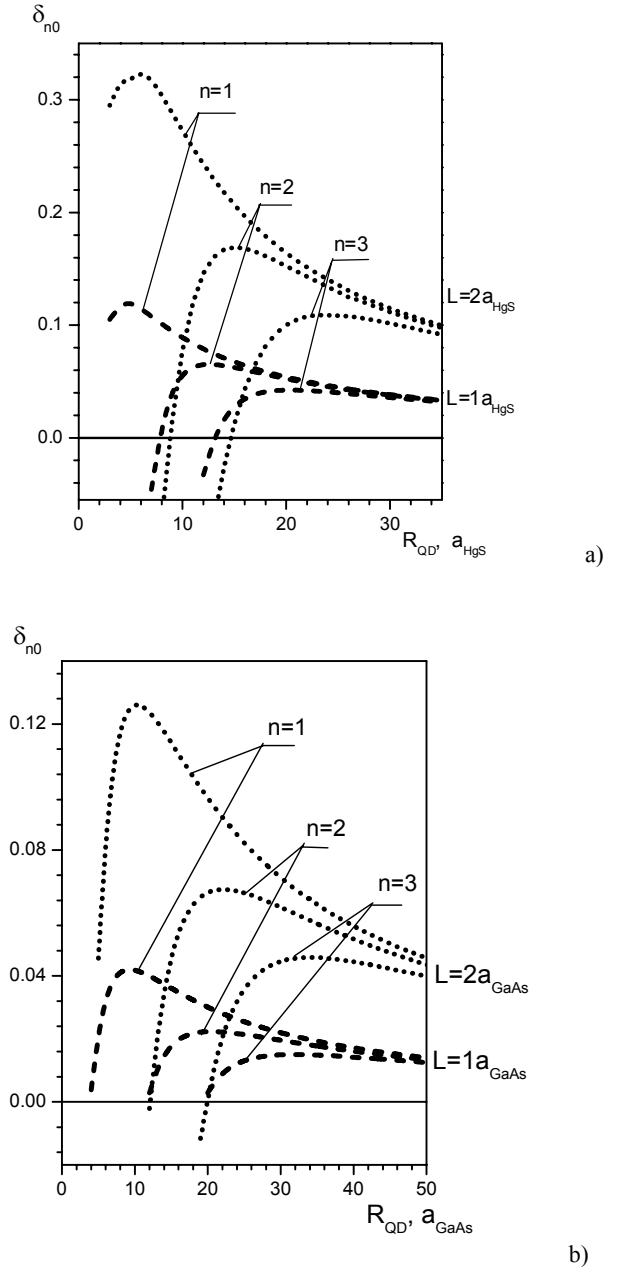 δn0
0.3
0.2
0.1
0.0
n=1
n=2
n=3
L=2aHgS
L=1aHgS
0 10 20 30
RQD, aHgS
a)
δn0
0.12
0.08
0.04
0.00
n=1
n=2
n=3
L=2aGaAs
L=1aGaAs
0 10 20 30 40 50
RQD, aGaAs
b)